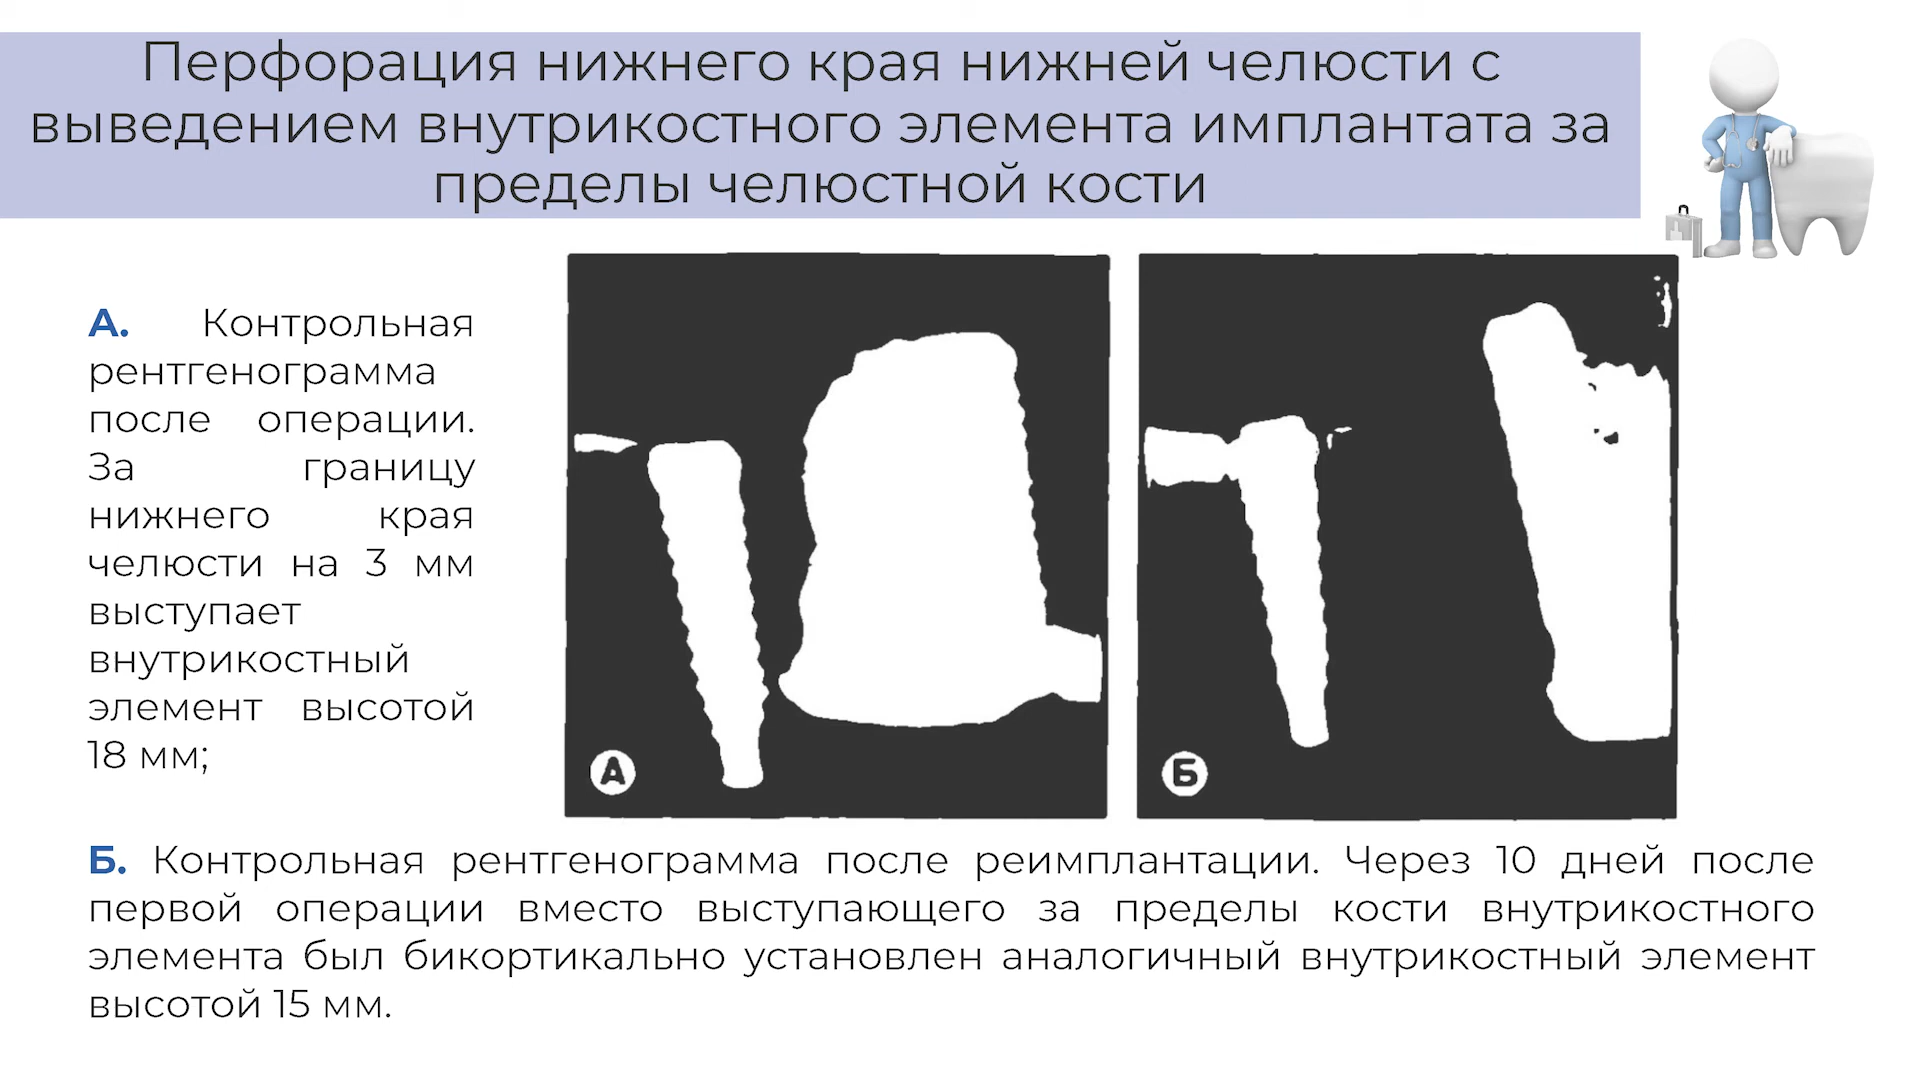 Перфорация нижнего края нижней челюсти с
выведением внутрикостного элемента имплантата за
пределы челюстной кости
А. Контрольная
рентгенограмма
после операции.
За границу
нижнего края
челюсти на 3 мм
выступает
внутрикостный
элемент высотой
18 мм;
А
Б
Б. Контрольная рентгенограмма после реимплантации. Через 10 дней после
первой операции вместо выступающего за пределы кости внутрикостного
элемента был бикортикально установлен аналогичный внутрикостный элемент
высотой 15 мм.